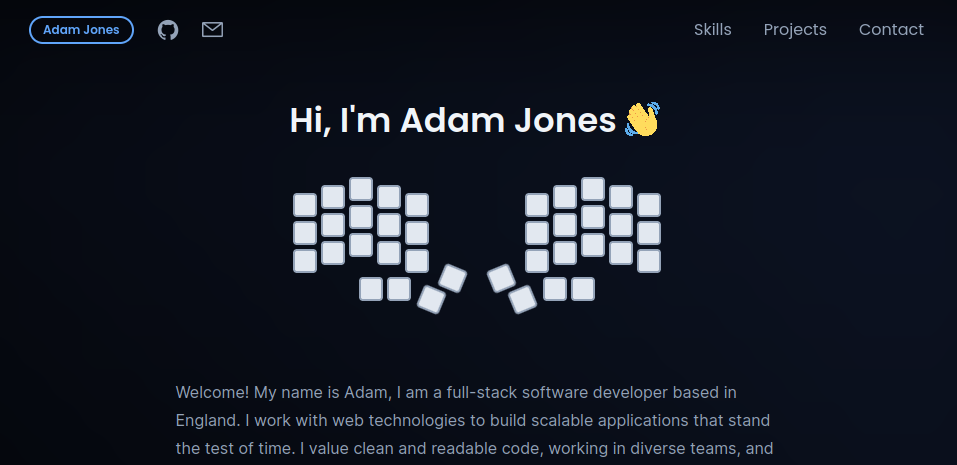 Adam Jones
Skills
Projects
Contact
Hi, I'm Adam Jones 👋
Welcome! My name is Adam, I am a full-stack software developer based in
England. I work with web technologies to build scalable applications that stand
the test of time. I value clean and readable code, working in diverse teams, and